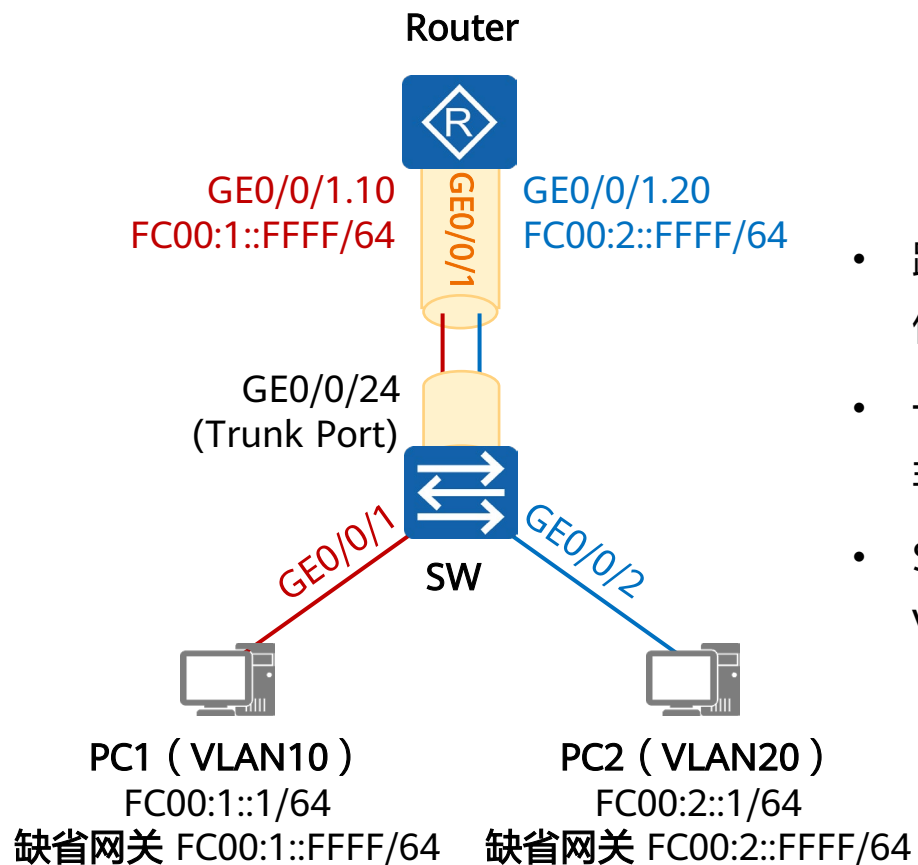 Router
R
GE0/0/1.10
FC00:1::FFFF/64
GE0/0/1
GE0/0/1.20
FC00:2::FFFF/64
GE0/0/24
(Trunk Port)
GE0/0/1
GE0/0/2
SW
PC1（VLAN10）
FC00:1::1/64
缺省网关 FC00:1::FFFF/64
PC2（VLAN20）
FC00:2::1/64
缺省网关 FC00:2::FFFF/64